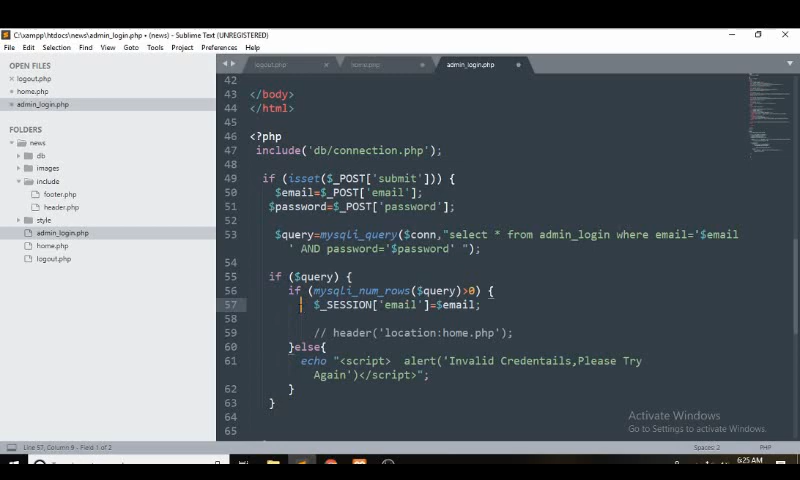 C:\xampp\htdocs\news\admin_login.php • (news) - Sublime Text (UNREGISTERED)
File Edit Selection Find View Goto Tools Project Preferences Help
OPEN FILES
logout.php
home.php
admin_login.php
FOLDERS
news
db
images
include
footer.php
header.php
style
admin_login.php
home.php
logout.php
logout.php home.php admin_login.php
42
43 </body>
44 </html>
45
46 <?php
47 include('db/connection.php');
48
49 if (isset($_POST['submit'])) {
50 $email=$_POST['email'];
51 $password=$_POST['password'];
52
53 $query=mysqli_query($conn,"select * from admin_login where email='$email
' AND password='$password' ");
54
55 if ($query) {
56 if (mysqli_num_rows($query)>0) {
57 $_SESSION['email']=$email;
58
59 // header('location:home.php');
60 }else{
61 echo "<script> alert('Invalid Credentails,Please Try
Again')</script>";
62 }
63 }
64
65
Activate Windows
Go to Settings to activate Windows.
Line 57, Column 9 - Field 1 of 2 Spaces: 2 PHP
6:25 AM